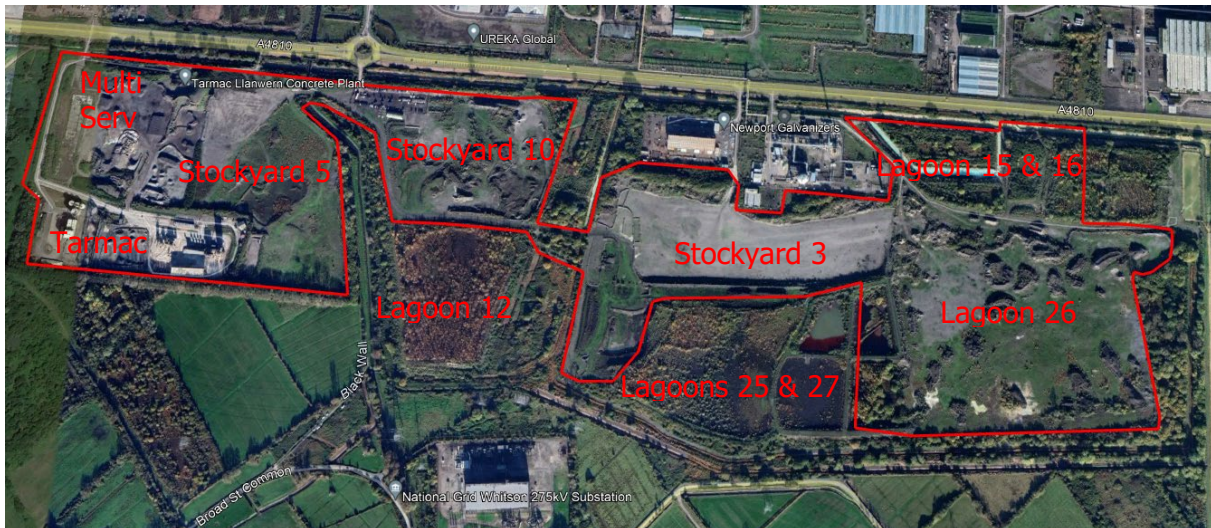 A4810
UREKA Global
Multi
Serv
Tarmac Llanwern Concrete Plant
A4810
Newport Galvanizers
Stockyard 10
Stockyard 5
Lagoon 15 & 16
Tarmac
Stockyard 3
Lagoon 12
Lagoon 26
Black Wall
Lagoons 25 & 27
National Grid Whitson 275kV Substation
Broad St Common